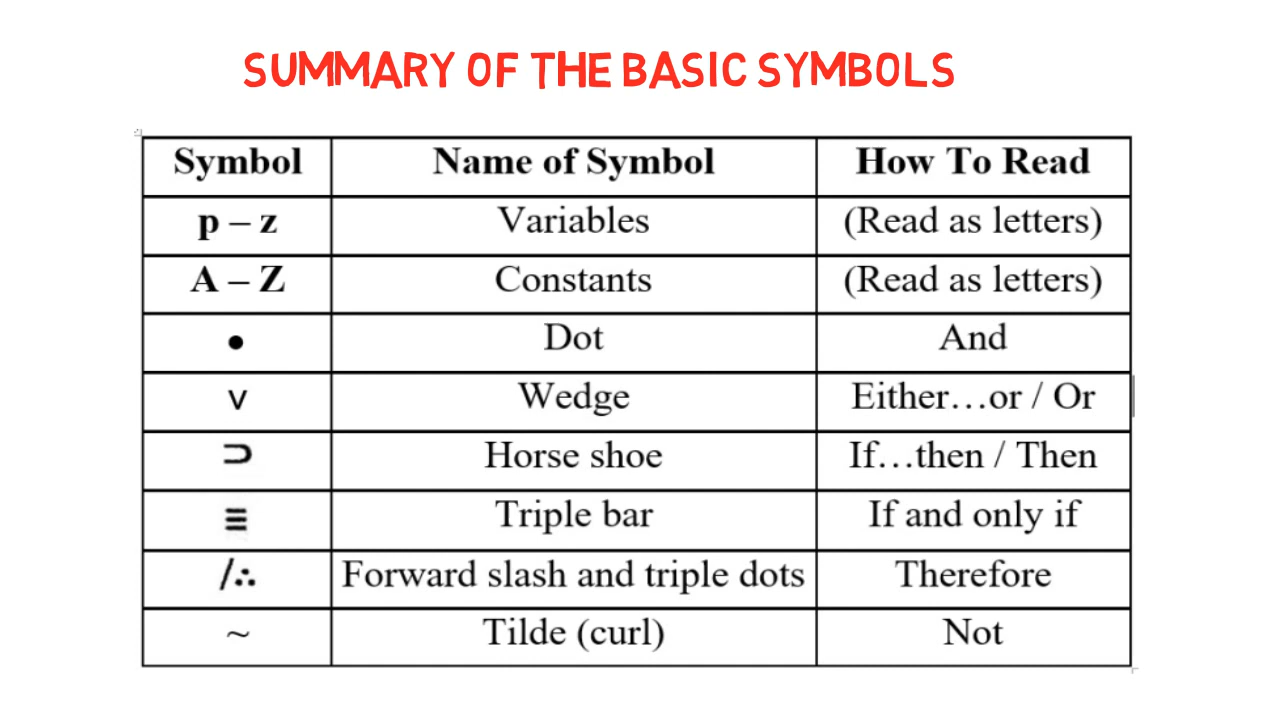 SUMMARY OF THE BASIC SYMBOLS
Symbol Name of Symbol How To Read
p – z Variables (Read as letters)
A – Z Constants (Read as letters)
• Dot And
v Wedge Either…or / Or
⊃ Horse shoe If…then / Then
≡ Triple bar If and only if
/∴ Forward slash and triple dots Therefore
~ Tilde (curl) Not